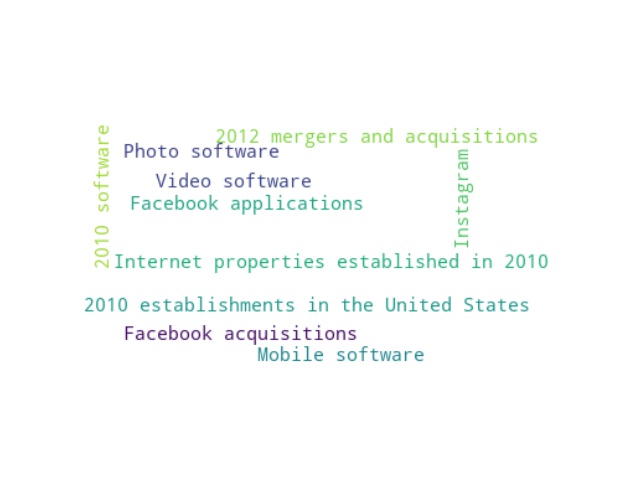 2012 mergers and acquisitions
Photo software
2010 software
Instagram
Video software
Facebook applications
Internet properties established in 2010
2010 establishments in the United States
Facebook acquisitions
Mobile software